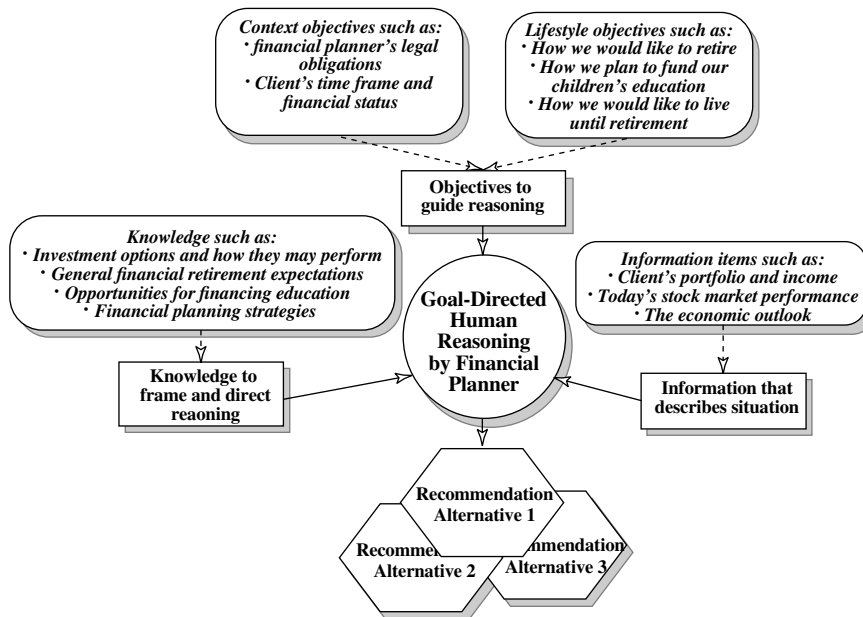 Context objectives such as:
· financial planner's legal
obligations
· Client's time frame and
financial status
Lifestyle objectives such as:
· How we would like to retire
· How we plan to fund our
children's education
· How we would like to live
until retirement
Objectives to
guide reasoning
Knowledge such as:
· Investment options and how they may perform
· General financial retirement expectations
· Opportunities for financing education
· Financial planning strategies
Information items such as:
· Client's portfolio and income
· Today's stock market performance
· The economic outlook
Goal-Directed
Human
Reasoning
by Financial
Planner
Knowledge to
frame and direct
reaoning
Information that
describes situation
Recommendation
Alternative 1
Recommen
Alternative 2
mmendation
Alternative 3